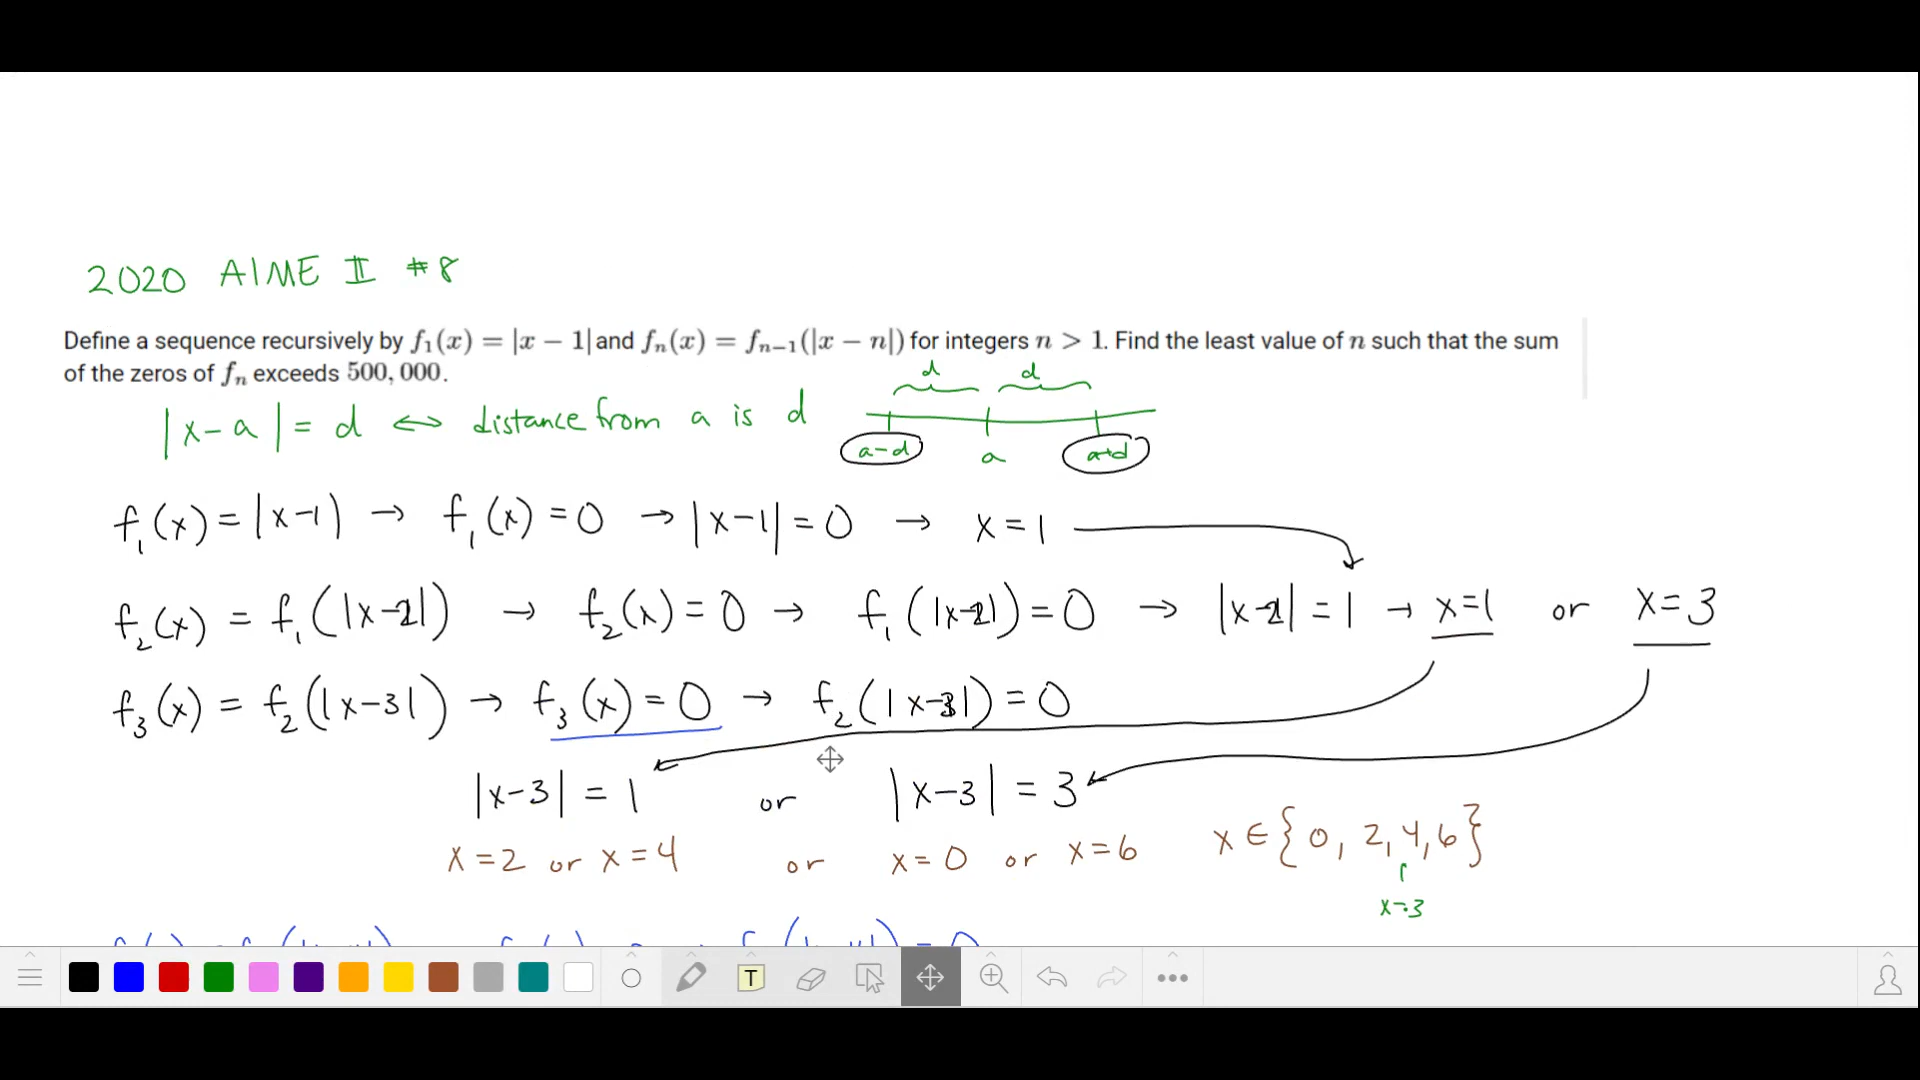 2020 AIME II #8
Define a sequence recursively by f₁(x) = |x − 1| and fₙ(x) = fₙ₋₁(|x − n|) for integers n > 1. Find the least value of n such that the sum
of the zeros of fₙ exceeds 500,000.
d d
|x-a| = d ↔ distance from a is d
a-d a a+d
f₁(x) = |x-1| → f₁(x) = 0 → |x-1| = 0 → x = 1
f₂(x) = f₁(|x-2|) → f₂(x) = 0 → f₁(|x-2|) = 0 → |x-2| = 1 → x=1 or x=3
f₃(x) = f₂(|x-3|) → f₃(x) = 0 → f₂(|x-3|) = 0
|x-3| = 1 or |x-3| = 3
x=2 or x=4 or x=0 or x=6 x ∈ {0, 2, 4, 6}
x=3
T